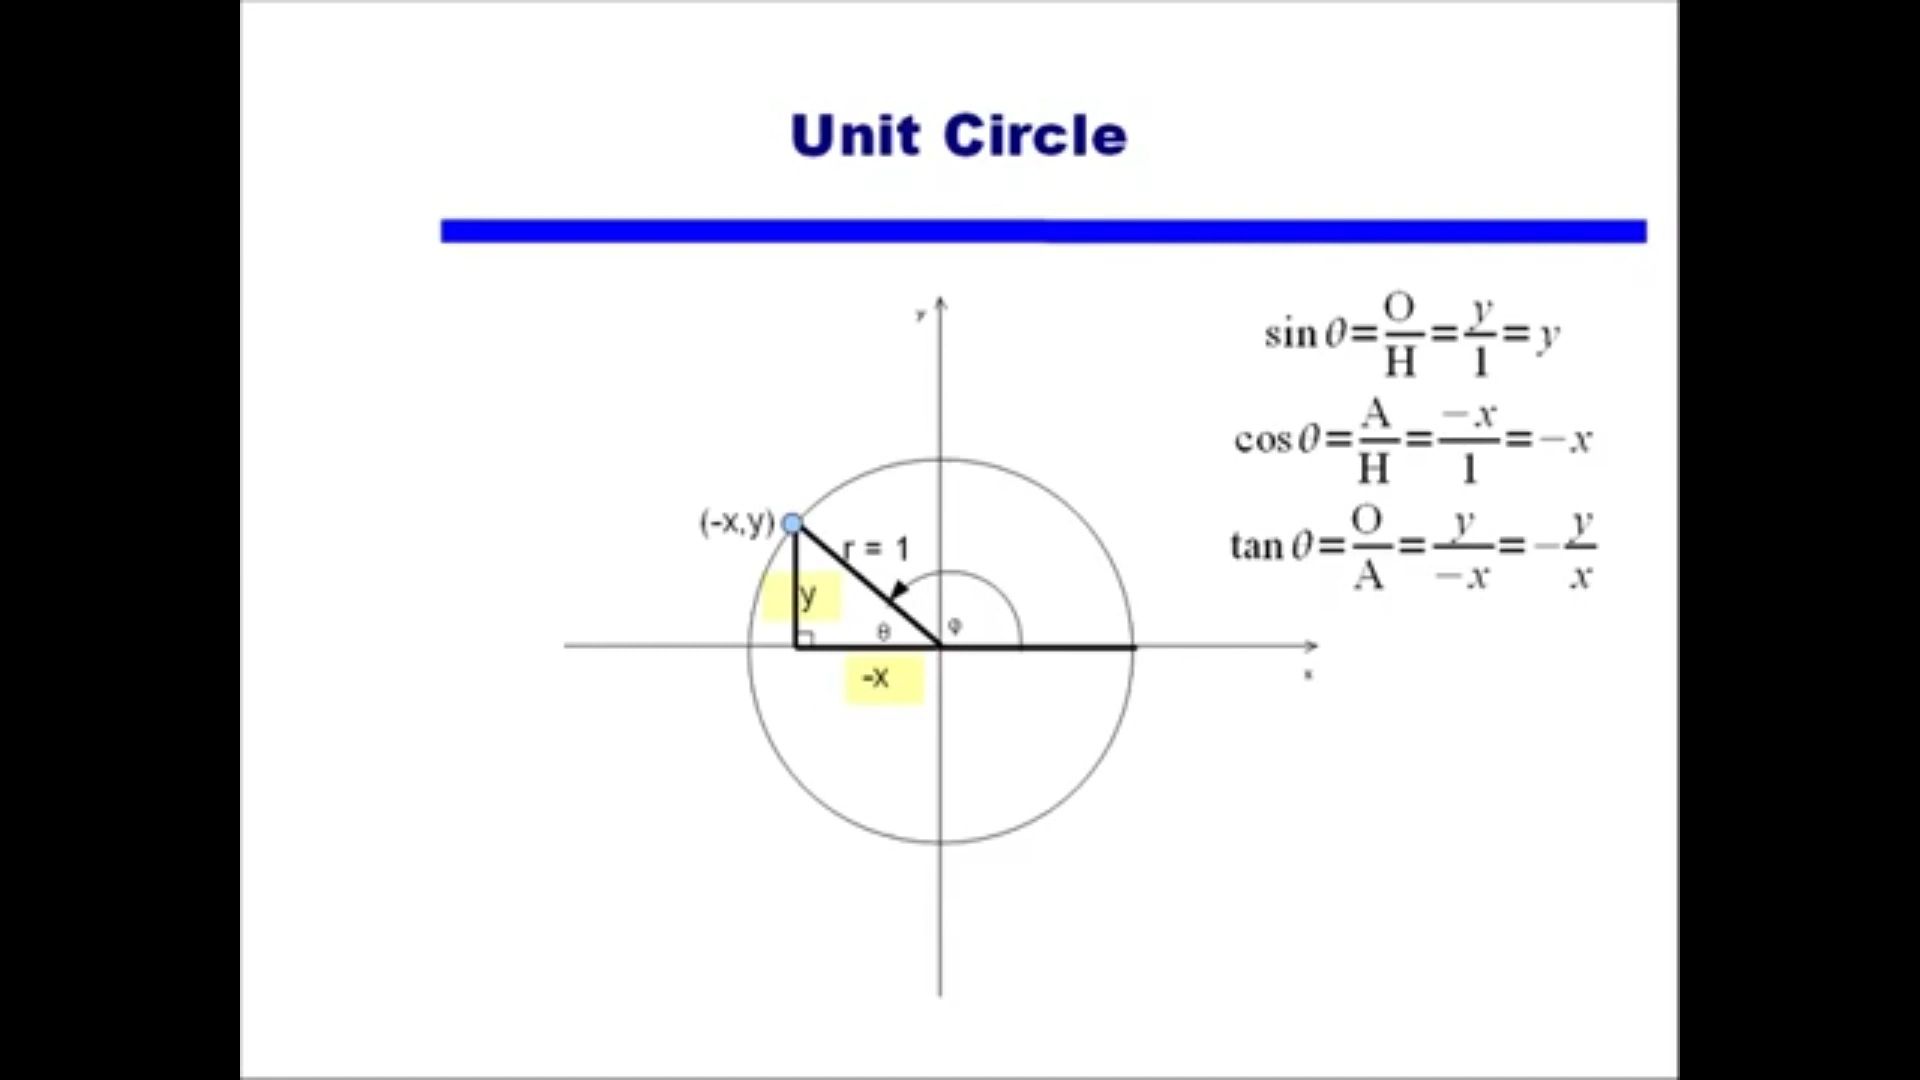 Unit Circle
y
sin θ = O/H = y/1 = y
cos θ = A/H = -x/1 = -x
(-x,y)
r = 1
tan θ = O/A = y/-x = -y/x
y
θ
φ
-x
x